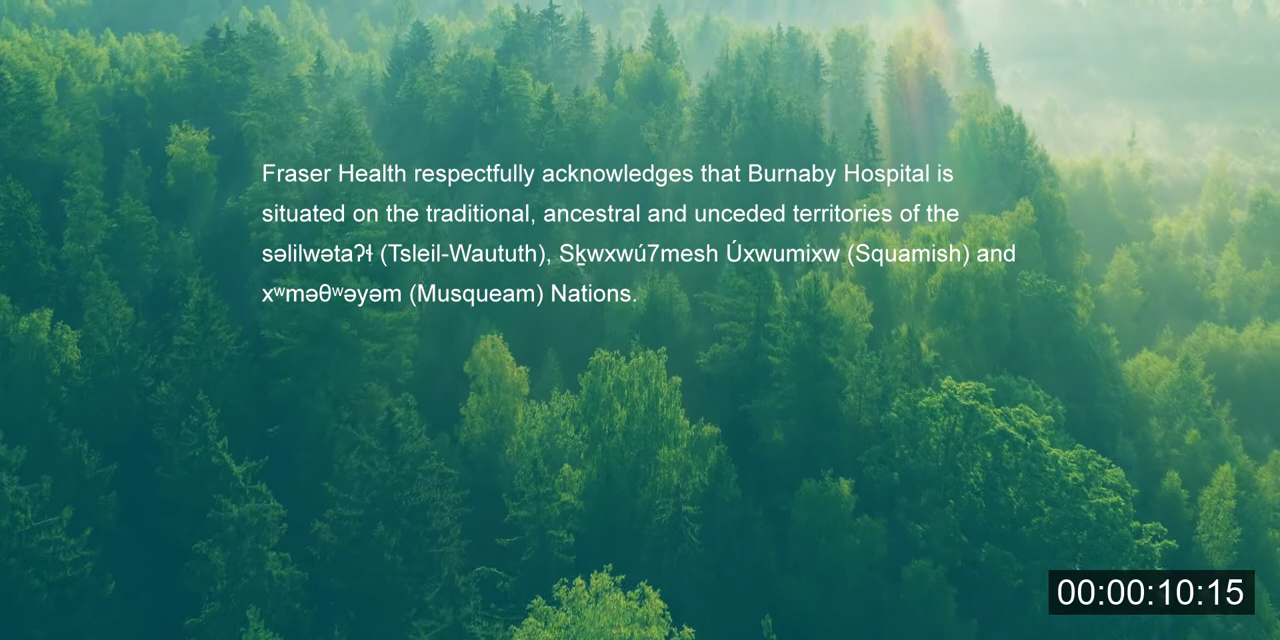 Fraser Health respectfully acknowledges that Burnaby Hospital is
situated on the traditional, ancestral and unceded territories of the
səlilwətaʔɬ (Tsleil-Waututh), Sḵwxwú7mesh Úxwumixw (Squamish) and
xʷməθʷəyəm (Musqueam) Nations.
00:00:10:15